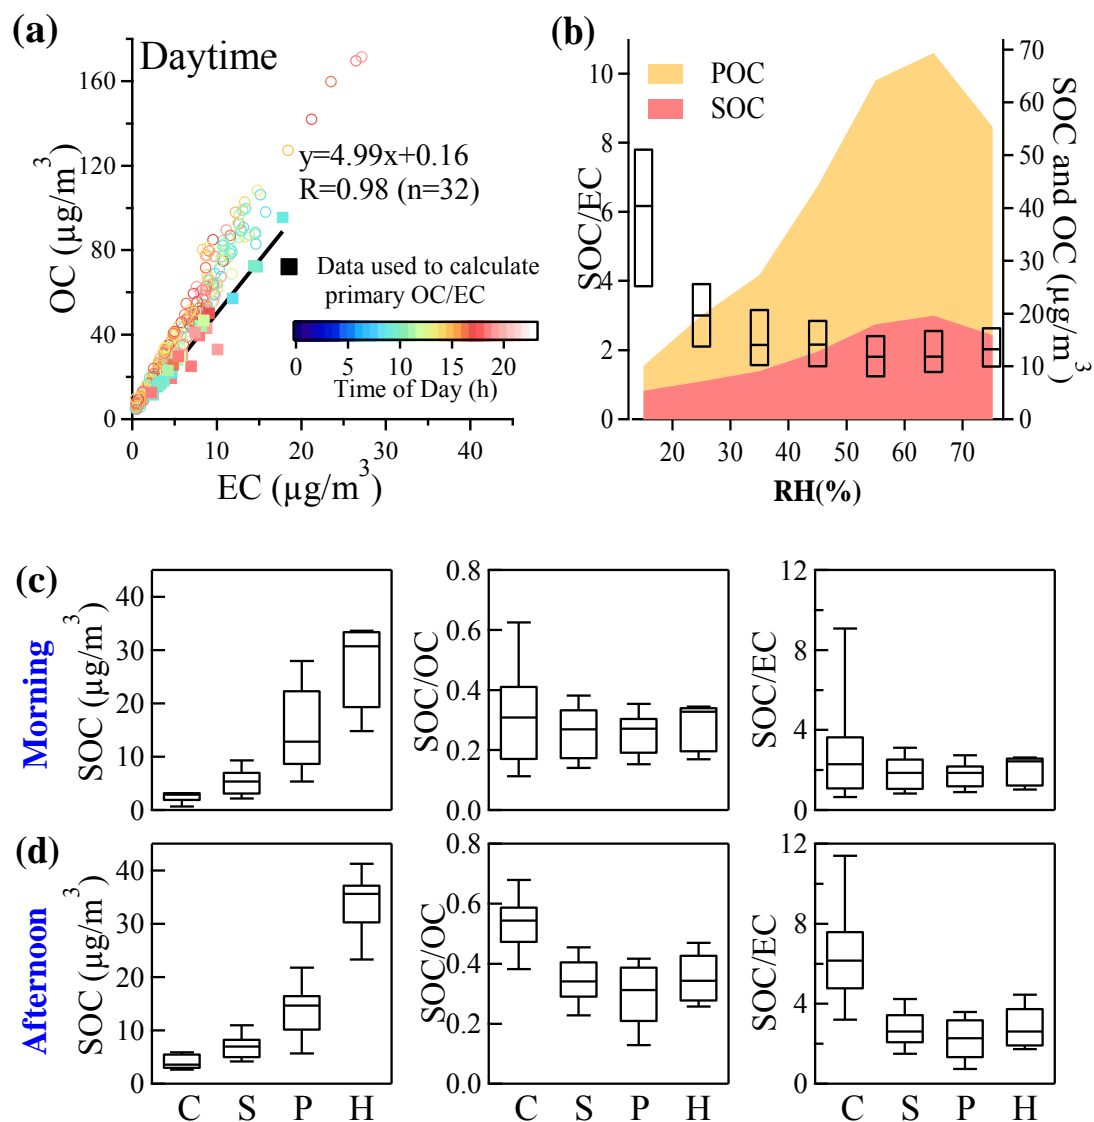 (a)
Daytime
160
120
80
40
0
OC (µg/m³)
y=4.99x+0.16
R=0.98 (n=32)
Data used to calculate
primary OC/EC
0 5 10 15 20
Time of Day (h)
0 10 20 30 40
EC (µg/m³)
(b)
POC
SOC
10
8
6
4
2
0
SOC/EC
70
60
50
40
30
20
10
0
SOC and OC (µg/m³)
20 30 40 50 60 70
RH(%)
(c)
Morning
SOC (µg/m³)
40
30
20
10
0
SOC/OC
0.8
0.6
0.4
0.2
0.0
SOC/EC
12
8
4
0
(d)
Afternoon
SOC (µg/m³)
40
30
20
10
0
SOC/OC
0.8
0.6
0.4
0.2
0.0
SOC/EC
12
8
4
0
C S P H
C S P H
C S P H